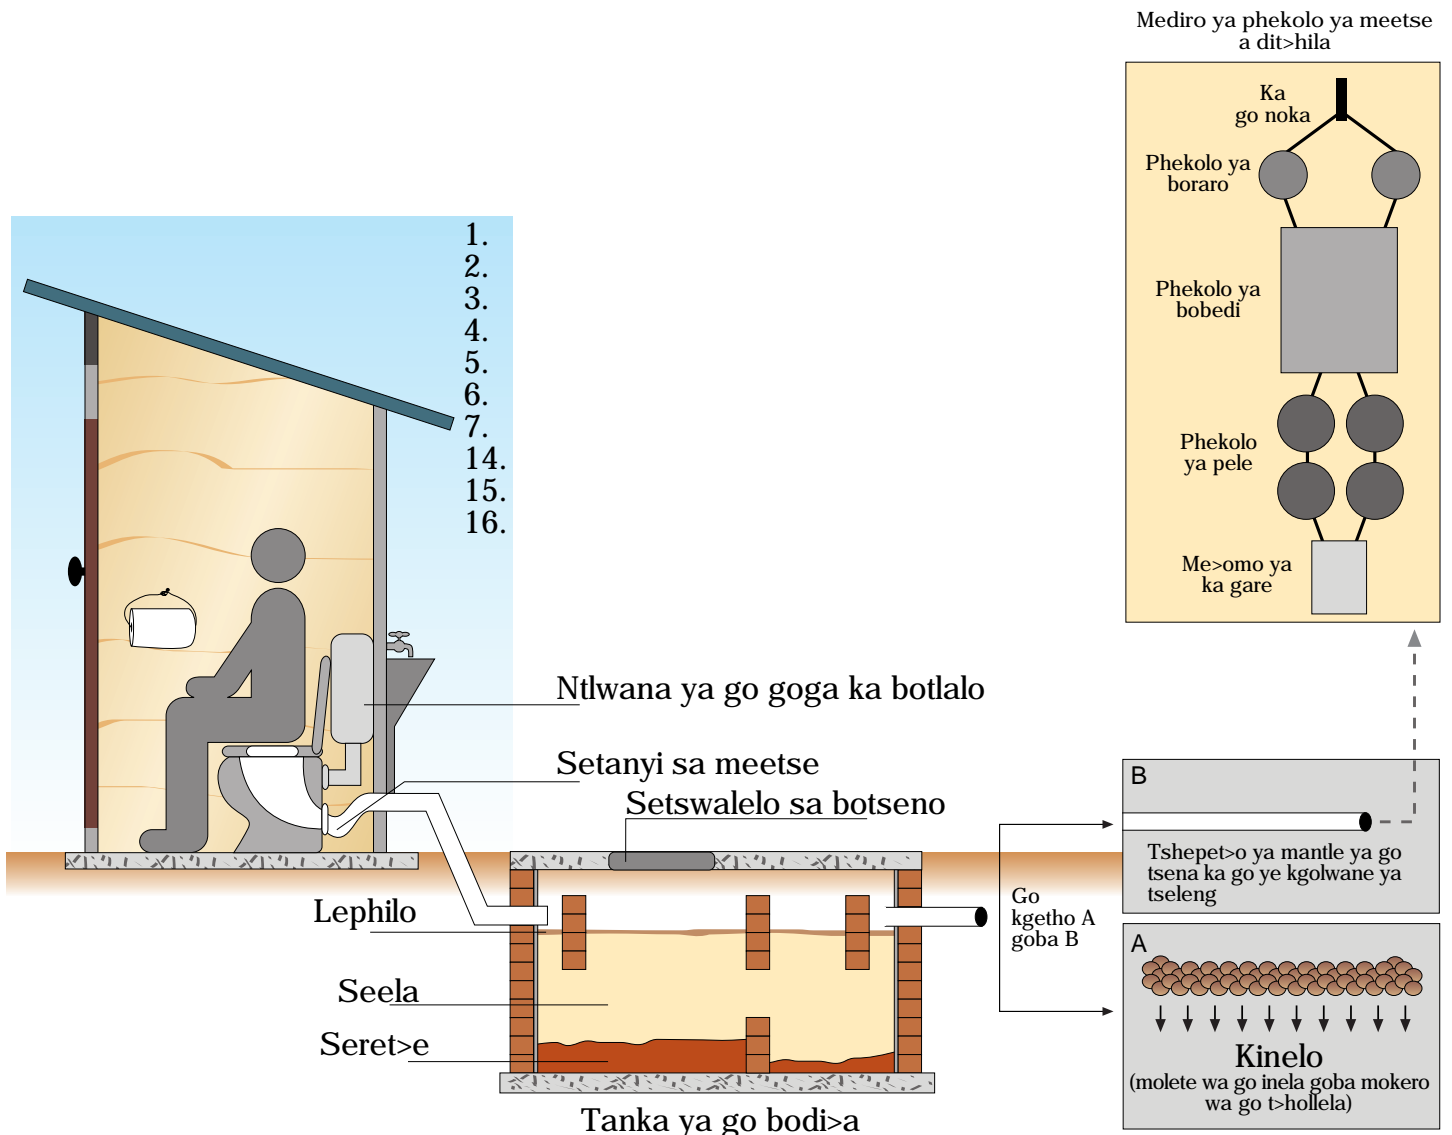 Mediro ya phekolo ya meetse
a dit>hila
Ka
go noka
Phekolo ya
boraro
Phekolo ya
bobedi
Phekolo
ya pele
Me>omo ya
ka gare
1.
2.
3.
4.
5.
6.
7.
14.
15.
16.
Ntlwana ya go goga ka botlalo
Setanyi sa meetse
Setswalelo sa botseno
Lephilo
Seela
Seret>e
Tanka ya go bodi>a
Go
kgetho A
goba B
B
Tshepet>o ya mantle ya go
tsena ka go ye kgolwane ya
tseleng
A
Kinelo
(molete wa go inela goba mokero
wa go t>hollela)